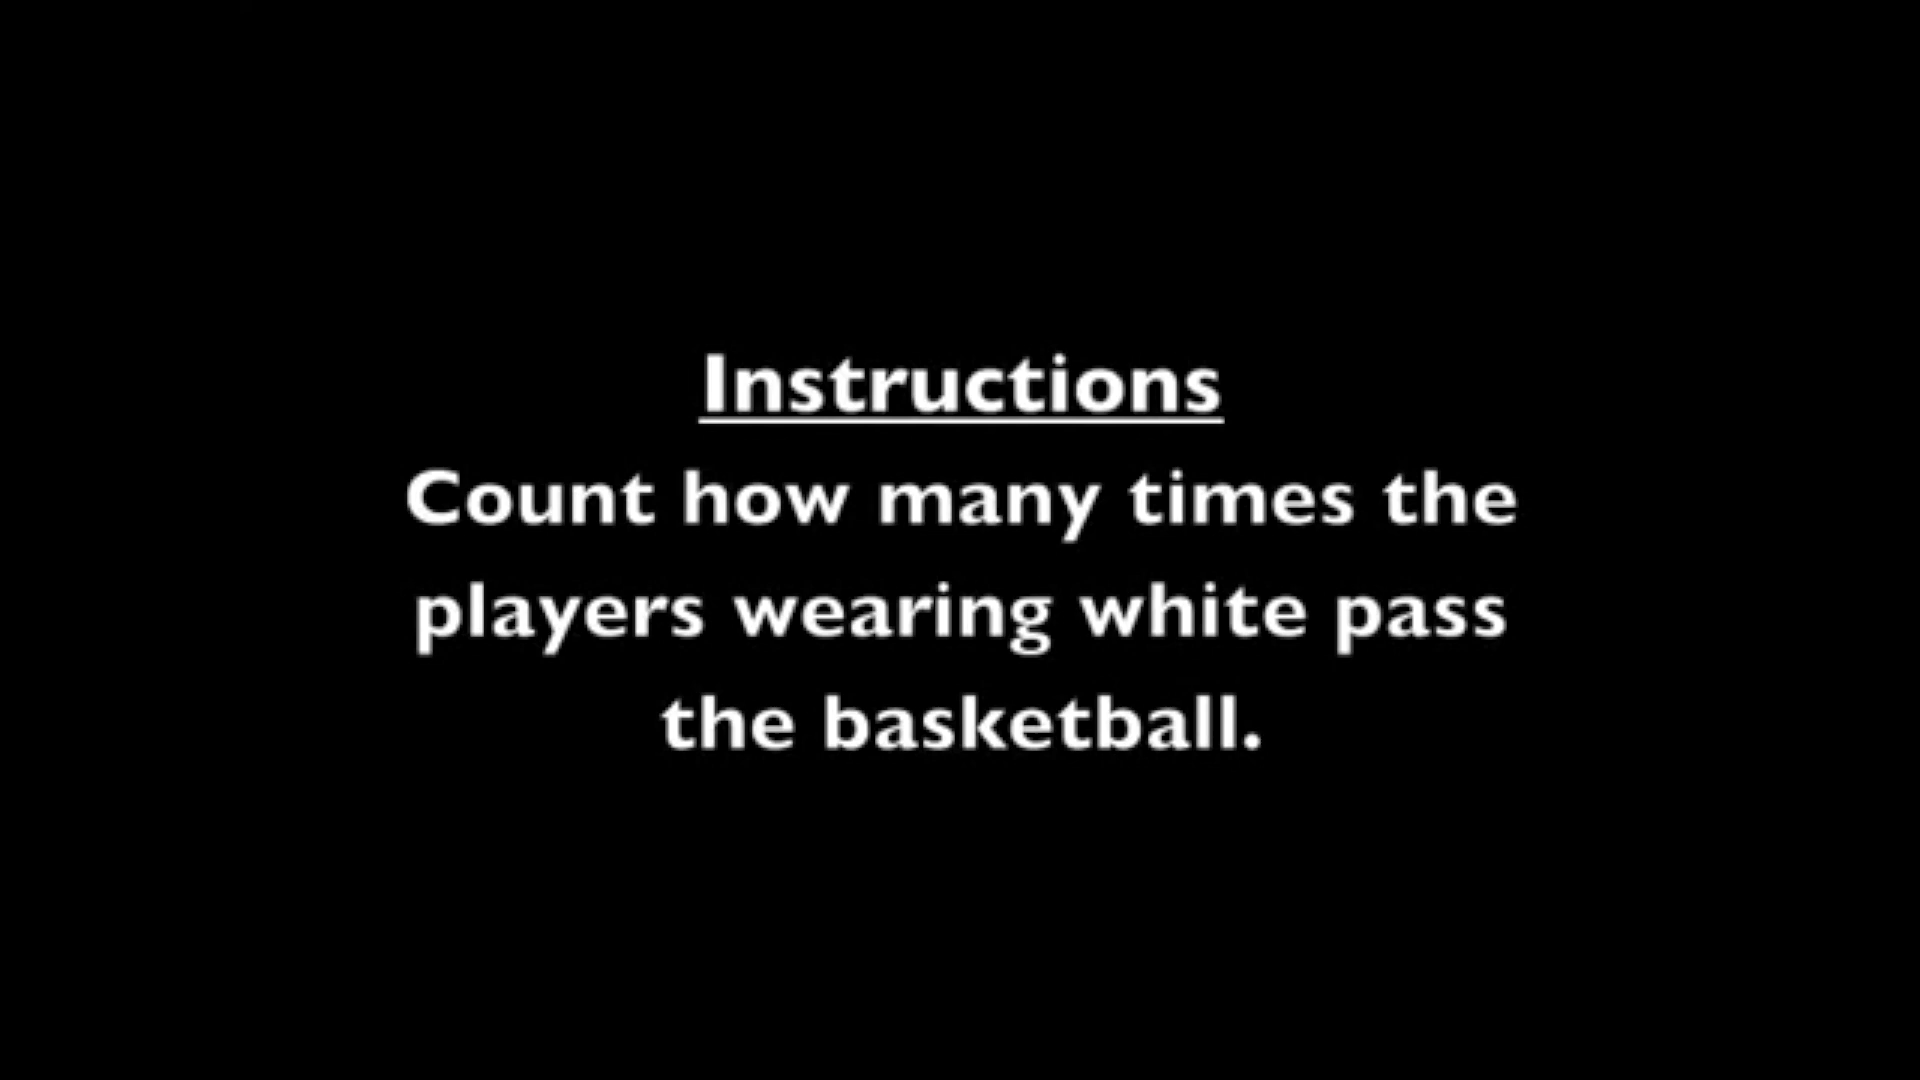 Instructions
Count how many times the
players wearing white pass
the basketball.